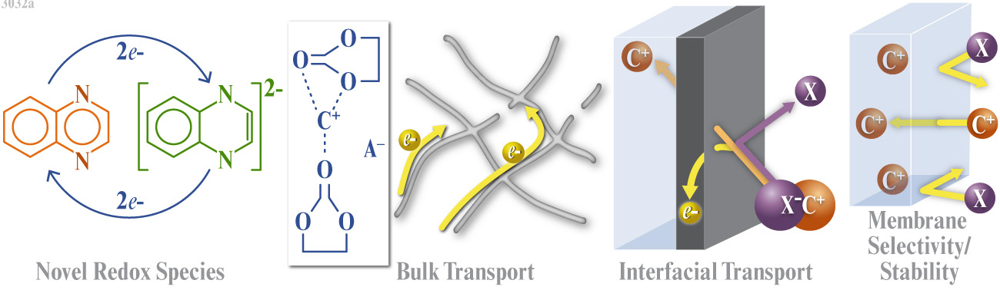 3032a
2e-
N
N
N
N
2-
2e-
O
O
O
C+
A–
O
O
O
e-
e-
C+
X
e-
X-C+
C+
X
C+
C+
C+
X
Novel Redox Species
Bulk Transport
Interfacial Transport
Membrane
Selectivity/
Stability